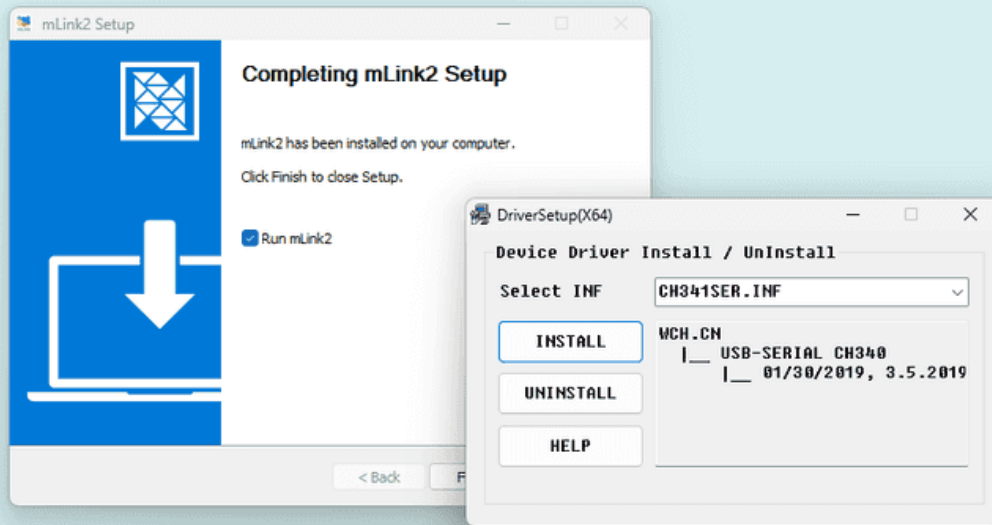 mLink2 Setup
Completing mLink2 Setup
mLink2 has been installed on your computer.
Click Finish to close Setup.
Run mLink2
< Back
F
DriverSetup(X64)
Device Driver Install / UnInstall
Select INF
CH341SER.INF
INSTALL
UNINSTALL
HELP
WCH.CN
|__ USB-SERIAL CH340
|__ 01/30/2019, 3.5.2019